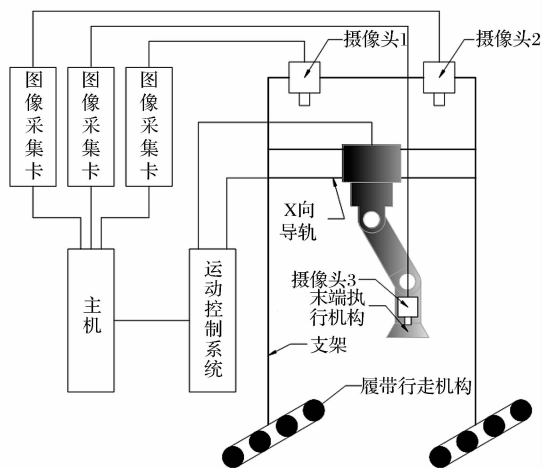 摄像头1
摄像头2
图像采集卡
图像采集卡
图像采集卡
X向
导轨
运动控制系统
主机
摄像头3
末端执
行机构
支架
履带行走机构